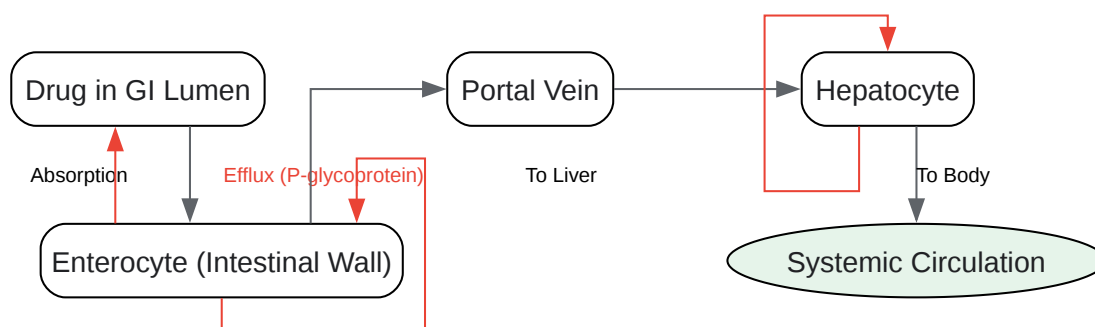 Drug in GI Lumen
Portal Vein
Hepatocyte
Absorption
Efflux (P-glycoprotein)
To Liver
To Body
Enterocyte (Intestinal Wall)
Systemic Circulation